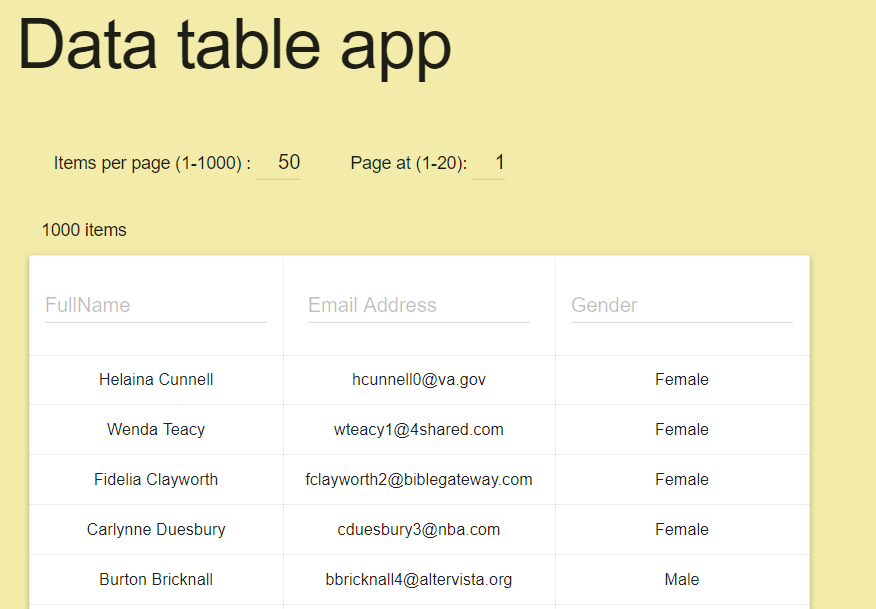 Data table app
Items per page (1-1000) : 50 Page at (1-20): 1
1000 items
FullName Email Address Gender
Helaina Cunnell hcunnell0@va.gov Female
Wenda Teacy wteacy1@4shared.com Female
Fidelia Clayworth fclayworth2@biblegateway.com Female
Carlynne Duesbury cduesbury3@nba.com Female
Burton Bricknall bbricknall4@altervista.org Male